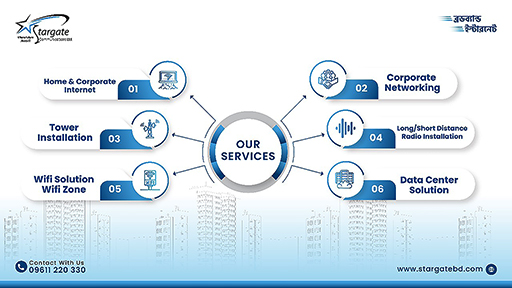 Stargate
Communications
ব্রডব্যান্ড
ইন্টারনেট
Home & Corporate
Internet
01
02
Corporate
Networking
Tower
Installation
03
OUR
SERVICES
04
Long/Short Distance
Radio Installation
Wifi Solution
Wifi Zone
05
06
Data Center
Solution
Contact With Us
09611 220 330
www.stargatebd.com